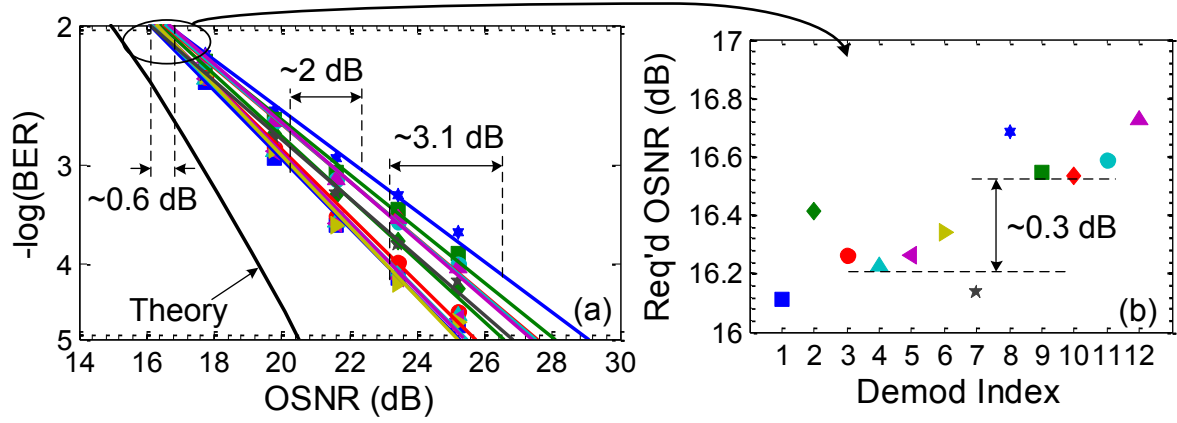 2
3
4
5
-log(BER)
~2 dB
~3.1 dB
~0.6 dB
Theory
(a)
14 16 18 20 22 24 26 28 30
OSNR (dB)
17
16.8
16.6
16.4
16.2
16
Req'd OSNR (dB)
~0.3 dB
(b)
1 2 3 4 5 6 7 8 9 10 11 12
Demod Index